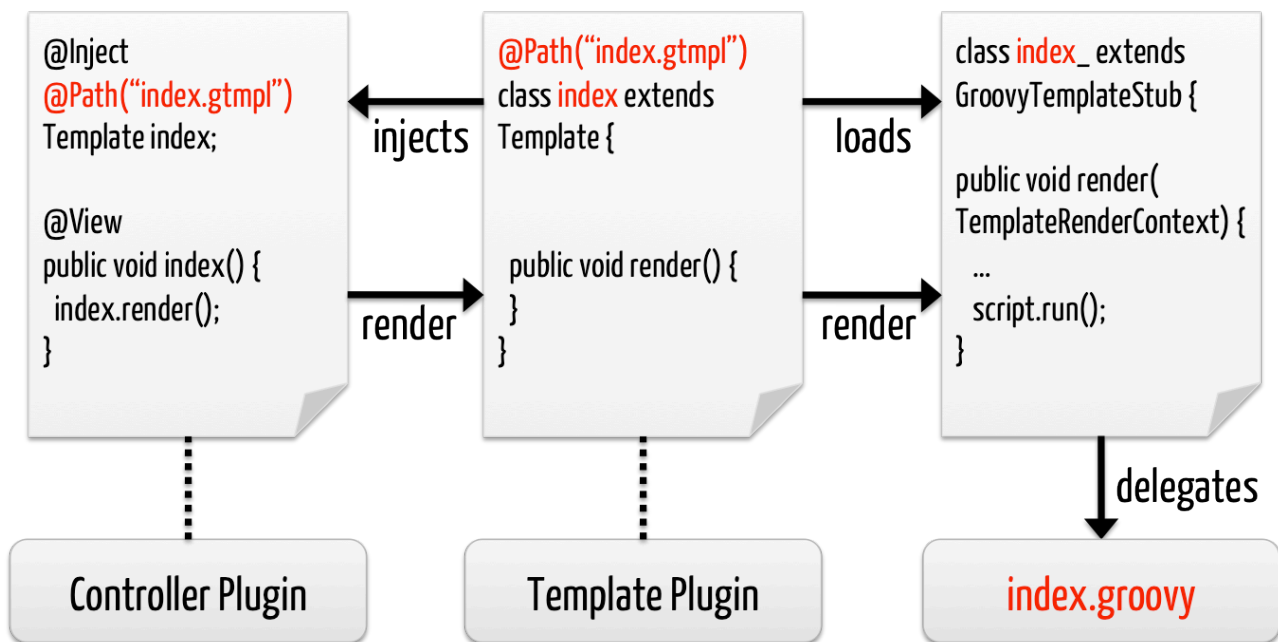 @Inject
@Path(“index.gtmpl”)
Template index;
@View
public void index() {
index.render();
}
injects
render
@Path(“index.gtmpl”)
class index extends
Template {
public void render() {
}
}
loads
render
class index_ extends
GroovyTemplateStub {
public void render(
TemplateRenderContext) {
...
script.run();
}
delegates
Controller Plugin
Template Plugin
index.groovy